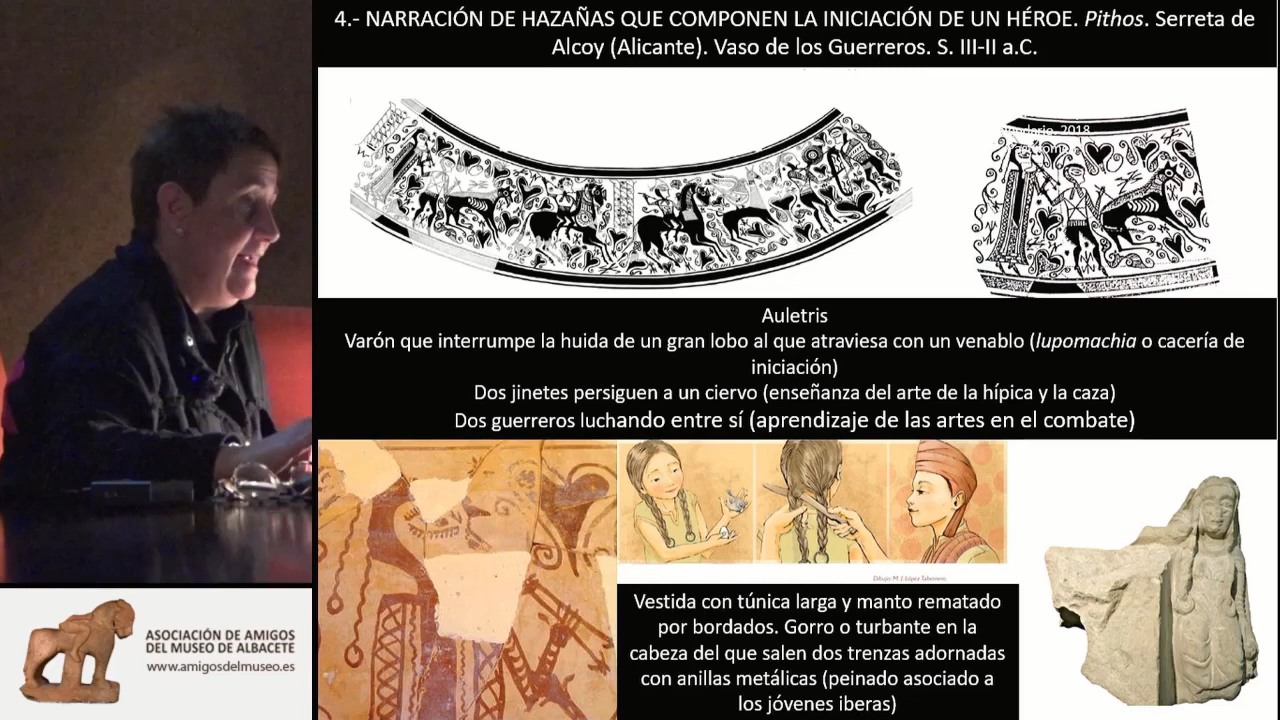 4.- NARRACIÓN DE HAZAÑAS QUE COMPONEN LA INICIACIÓN DE UN HÉROE. Pithos. Serreta de
Alcoy (Alicante). Vaso de los Guerreros. S. III-II a.C.
2018
Auletris
Varón que interrumpe la huida de un gran lobo al que atraviesa con un venablo (lupomachia o cacería de
iniciación)
Dos jinetes persiguen a un ciervo (enseñanza del arte de la hípica y la caza)
Dos guerreros luchando entre sí (aprendizaje de las artes en el combate)
Vestida con túnica larga y manto rematado
por bordados. Gorro o turbante en la
cabeza del que salen dos trenzas adornadas
con anillas metálicas (peinado asociado a
los jóvenes iberas)
ASOCIACIÓN DE AMIGOS
DEL MUSEO DE ALBACETE
www.amigosdelmuseo.es